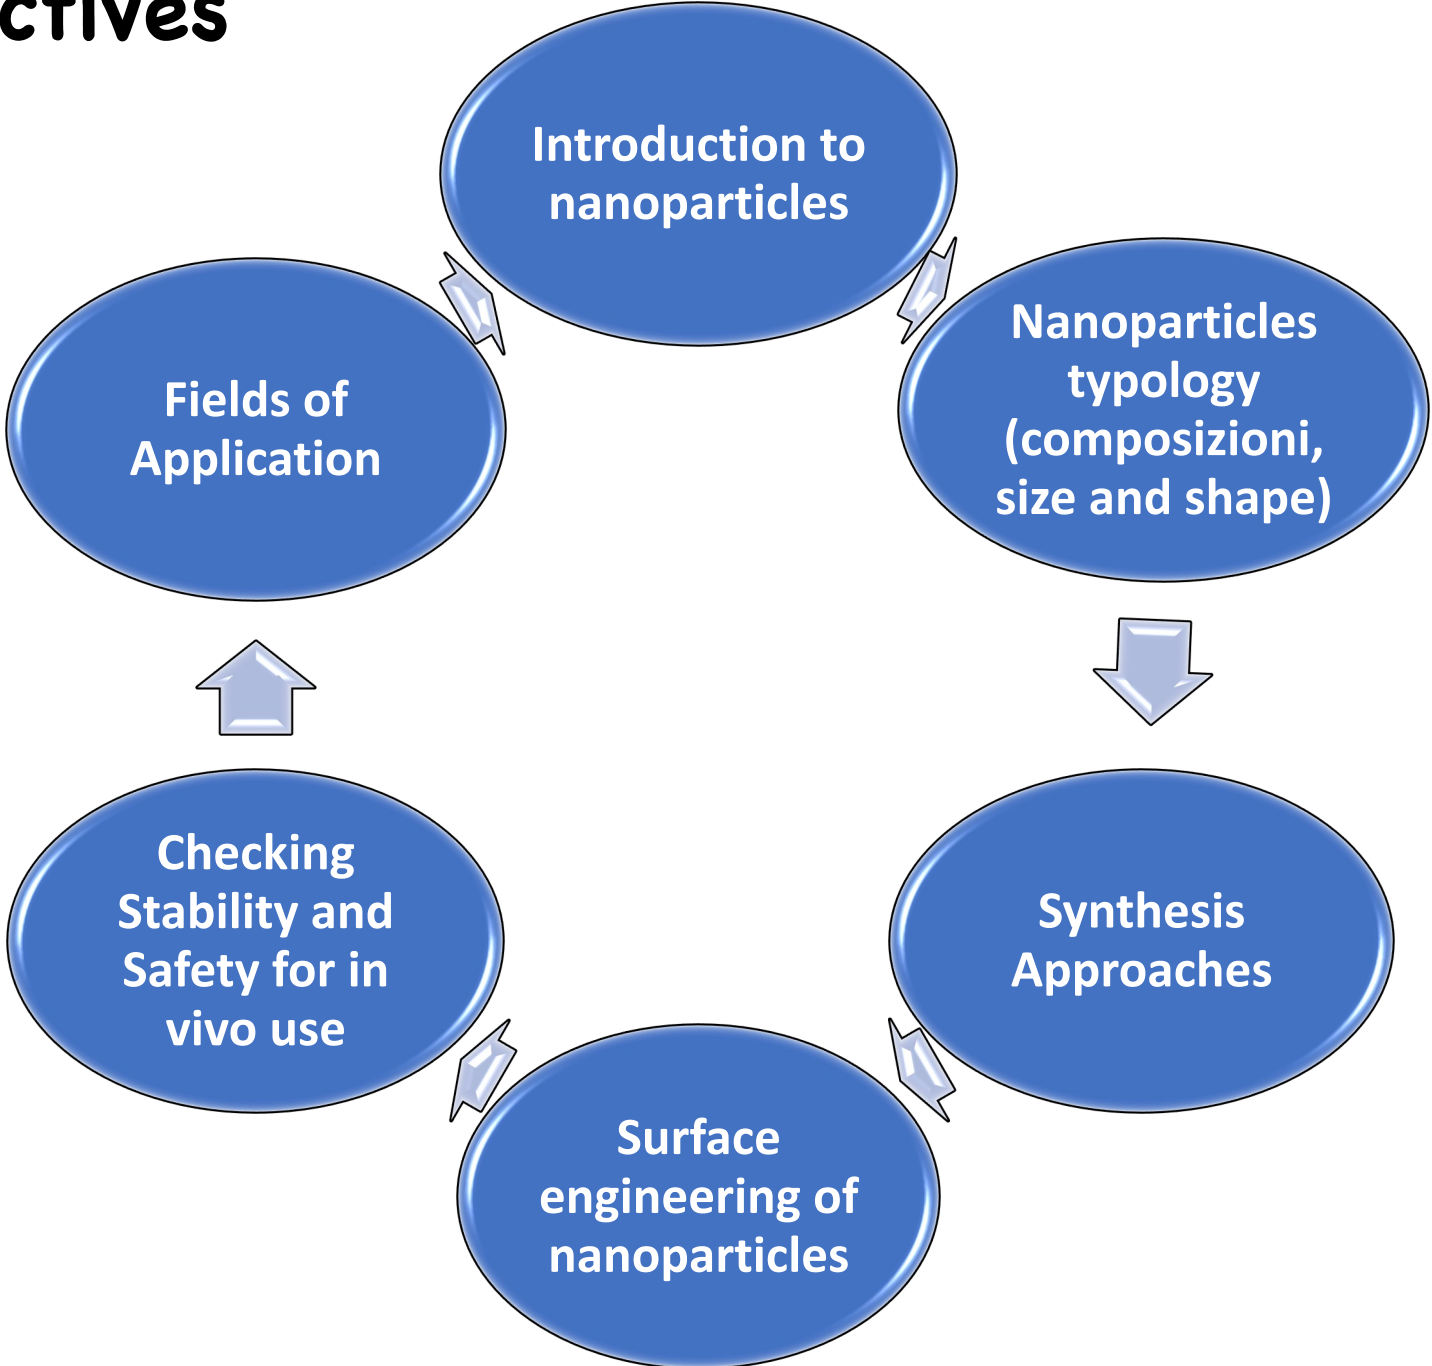 ctives
Introduction to
nanoparticles
Nanoparticles
typology
(composizioni,
size and shape)
Synthesis
Approaches
Surface
engineering of
nanoparticles
Checking
Stability and
Safety for in
vivo use
Fields of
Application